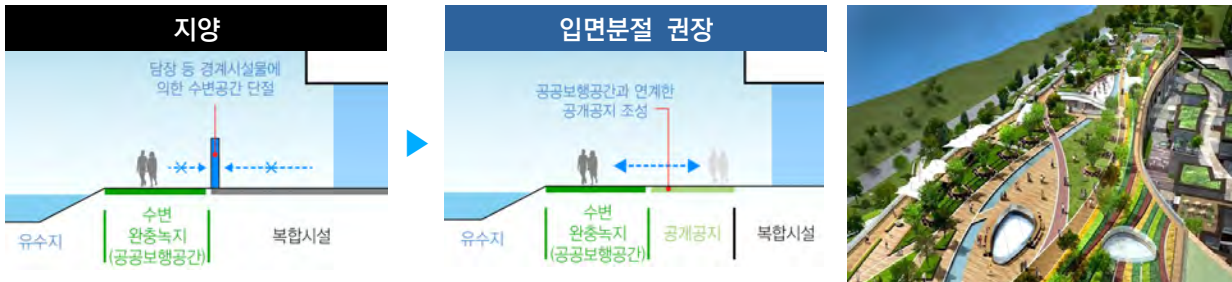 지양
담장 등 경계시설물에
의한 수변공간 단절
유수지
수변
완충녹지
(공공보행공간)
복합시설
입면분절 권장
공공보행공간과 연계한
공개공지 조성
유수지
수변
완충녹지
(공공보행공간)
공개공지
복합시설